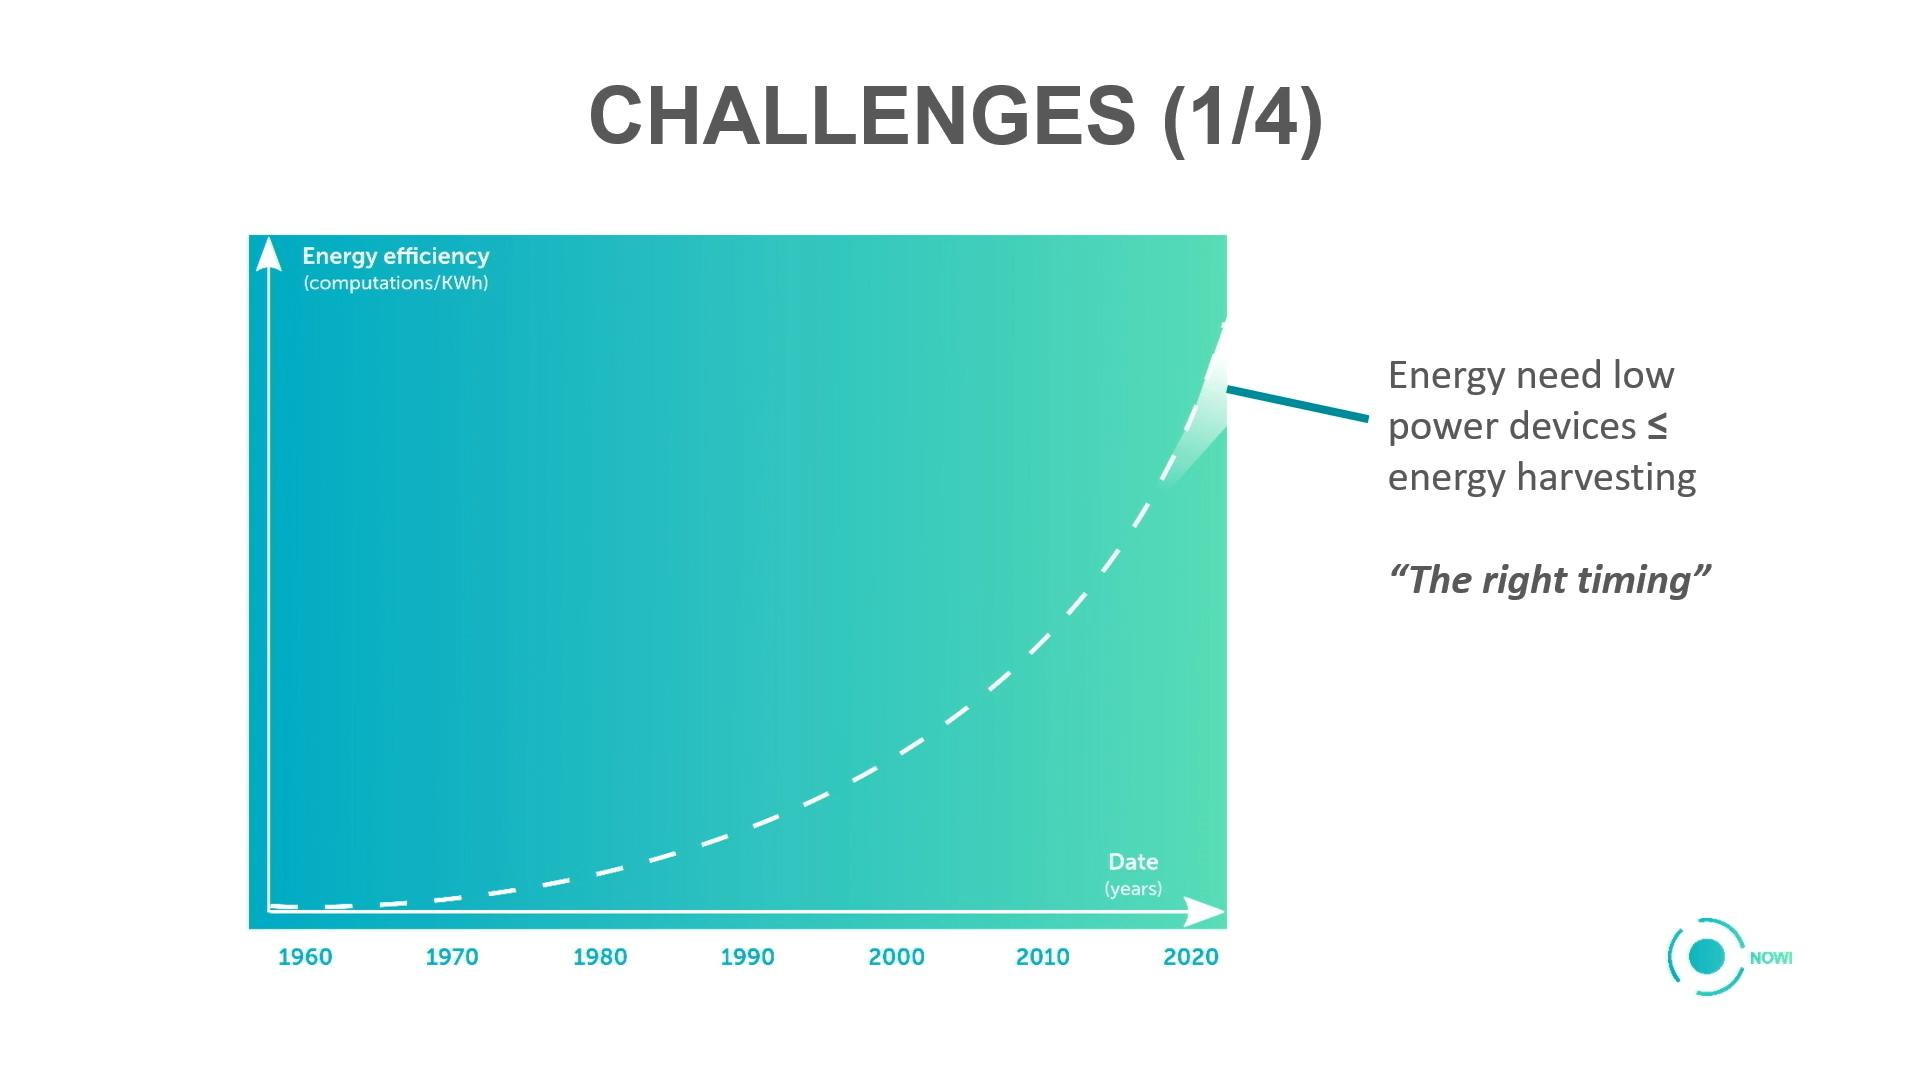 CHALLENGES (1/4)
Energy efficiency
(computations/KWh)
Energy need low
power devices ≤
energy harvesting
“The right timing”
Date
(years)
1960 1970 1980 1990 2000 2010 2020
NOWI